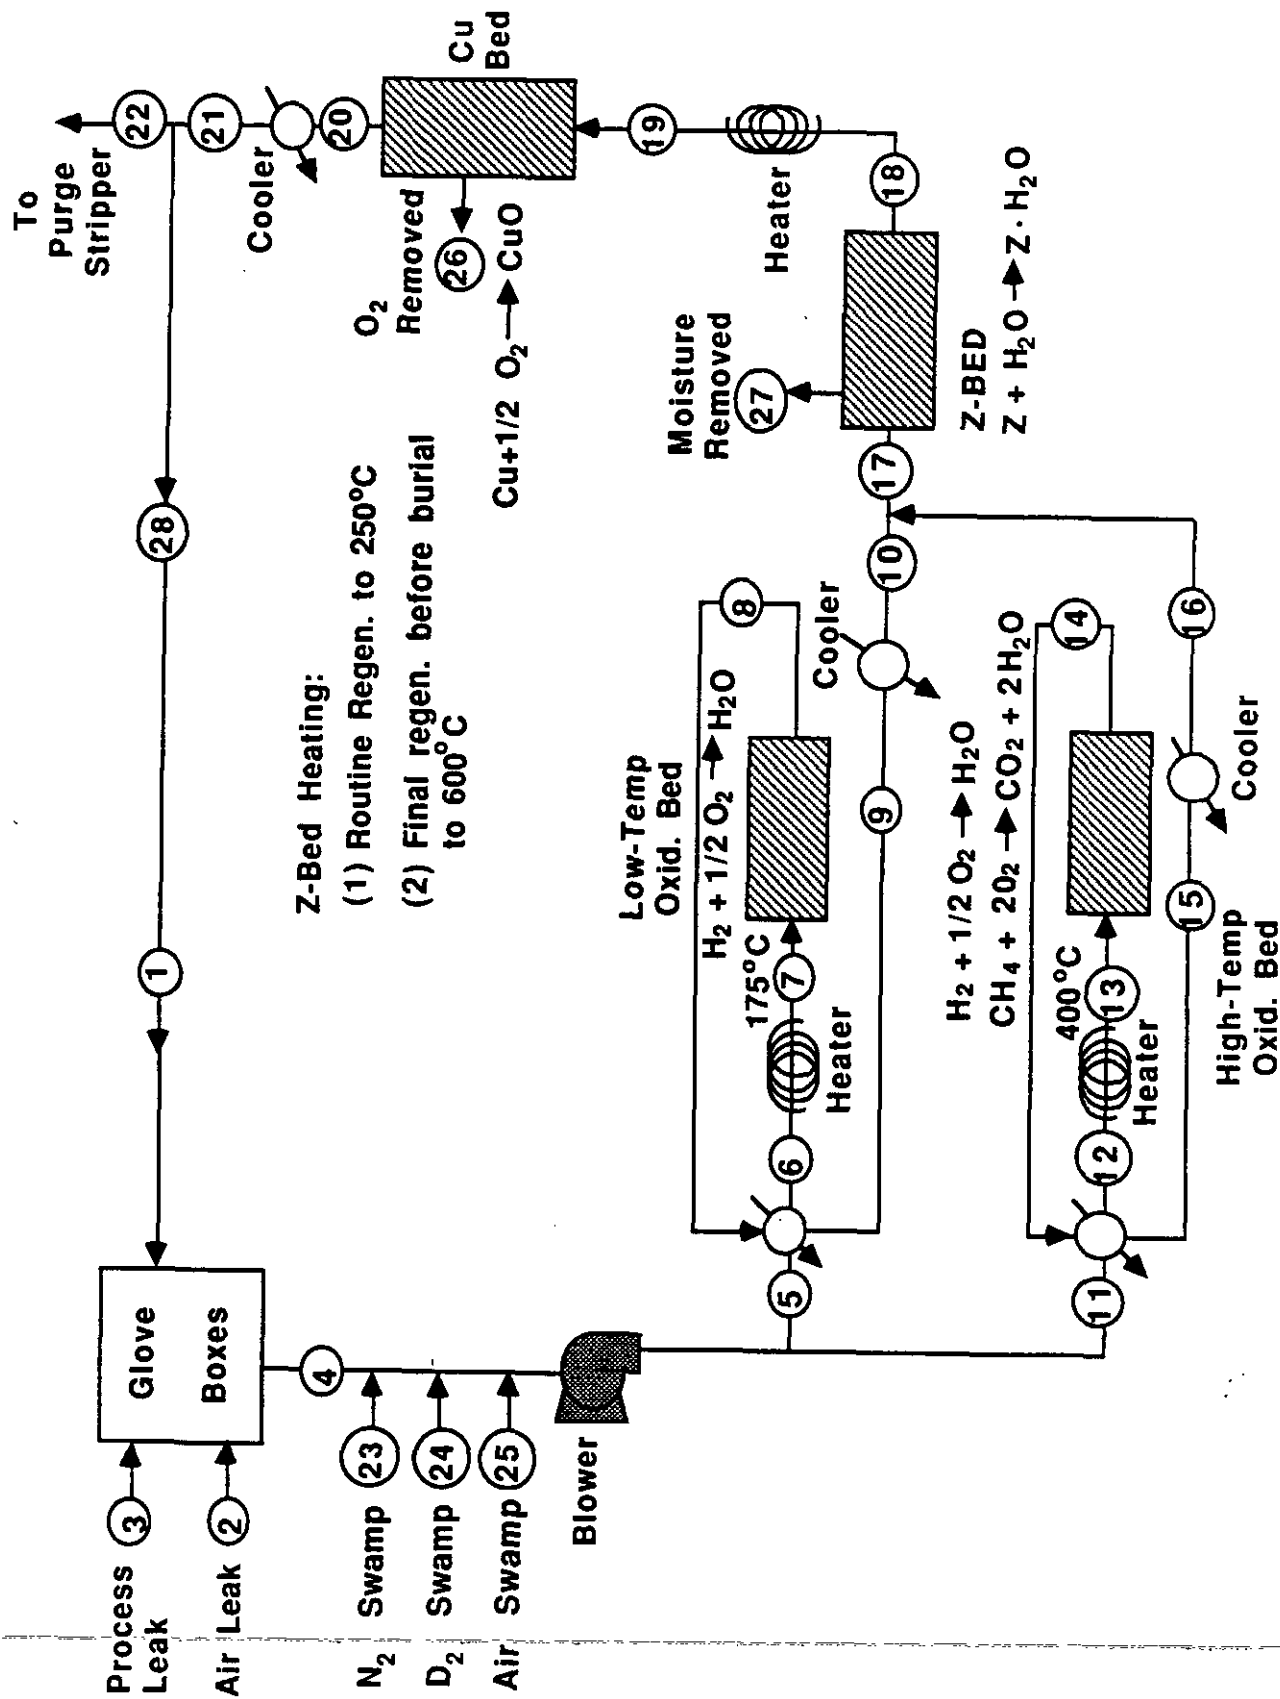 Process
Leak
3
Air Leak
2
Glove
Boxes
1
28
4
N2 Swamp
23
D2 Swamp
24
Air Swamp
25
Blower
To
Purge
Stripper
22
21
Cooler
20
Cu
Bed
O2
Removed
26
Cu+1/2 O2 → CuO
19
Heater
18
Z-Bed Heating:
(1) Routine Regen. to 250°C
(2) Final regen. before burial
to 600°C
Moisture
Removed
27
17
Z-BED
Z + H2O → Z · H2O
Low-Temp
Oxid. Bed
H2 + 1/2 O2 → H2O
8
175°C
5
6
7
Heater
9
Cooler
10
H2 + 1/2 O2 → H2O
CH4 + 2O2 → CO2 + 2H2O
14
400°C
11
12
13
Heater
15
Cooler
16
High-Temp
Oxid. Bed